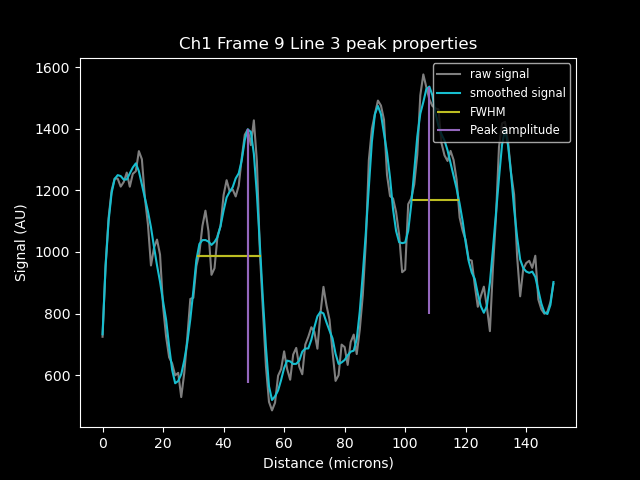 Ch1 Frame 9 Line 3 peak properties
raw signal
smoothed signal
FWHM
Peak amplitude
1600
1400
1200
1000
800
600
Signal (AU)
0 20 40 60 80 100 120 140
Distance (microns)